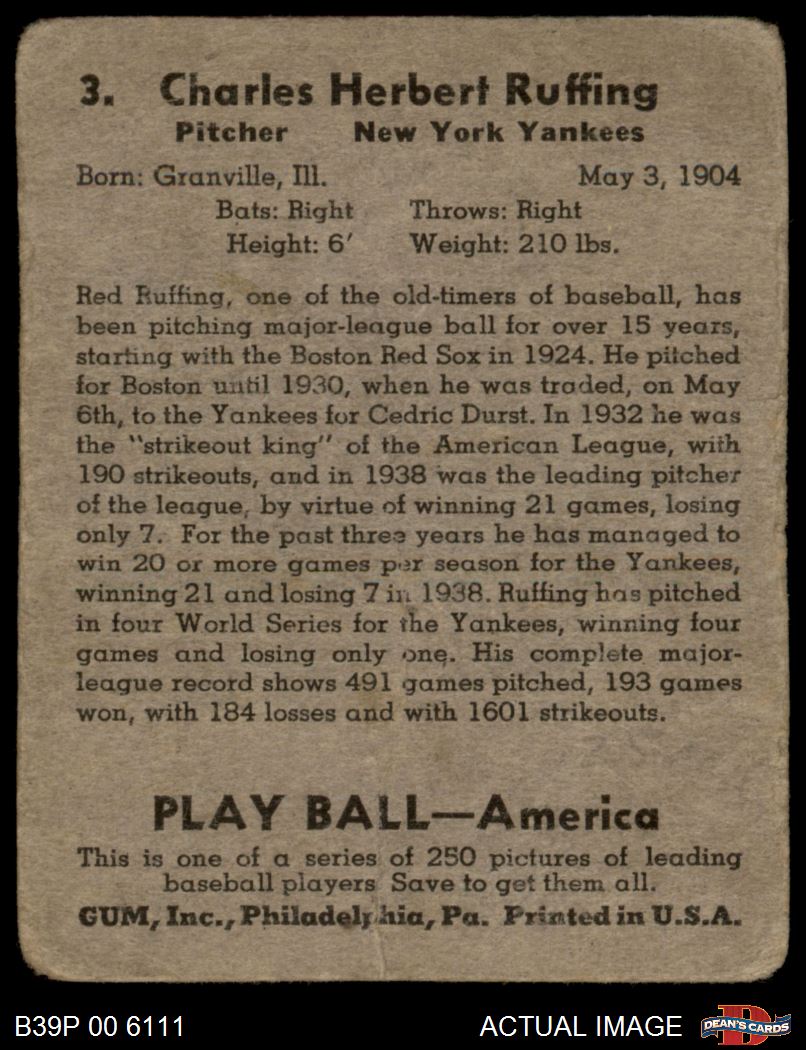 3. Charles Herbert Ruffing
Pitcher New York Yankees
Born: Granville, Ill. May 3, 1904
Bats: Right Throws: Right
Height: 6′ Weight: 210 lbs.
Red Ruffing, one of the old-timers of baseball, has
been pitching major-league ball for over 15 years,
starting with the Boston Red Sox in 1924. He pitched
for Boston until 1930, when he was traded, on May
6th, to the Yankees for Cedric Durst. In 1932 he was
the "strikeout king" of the American League, with
190 strikeouts, and in 1938 was the leading pitcher
of the league, by virtue of winning 21 games, losing
only 7. For the past three years he has managed to
win 20 or more games per season for the Yankees,
winning 21 and losing 7 in 1938. Ruffing has pitched
in four World Series for the Yankees, winning four
games and losing only one. His complete major-
league record shows 491 games pitched, 193 games
won, with 184 losses and with 1601 strikeouts.
PLAY BALL—America
This is one of a series of 250 pictures of leading
baseball players Save to get them all.
GUM, Inc., Philadelphia, Pa. Printed in U.S.A.
B39P 00 6111 ACTUAL IMAGE D DEAN'S CARDS